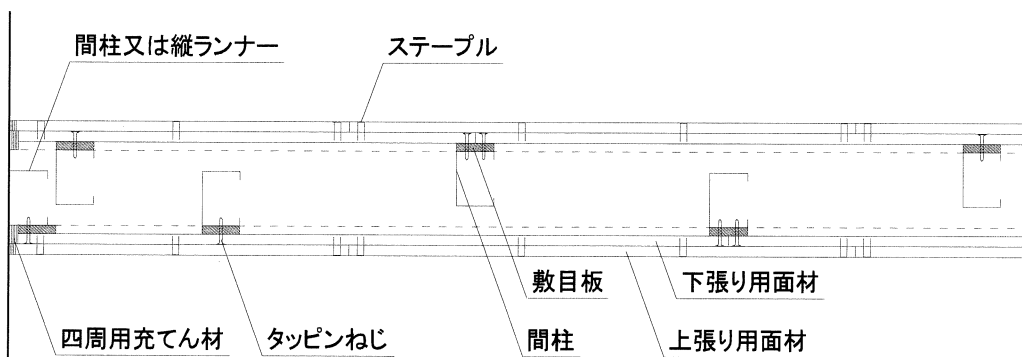 間柱又は縦ランナー
ステープル
敷目板
下張り用面材
四周用充てん材
タッピンねじ
間柱
上張り用面材